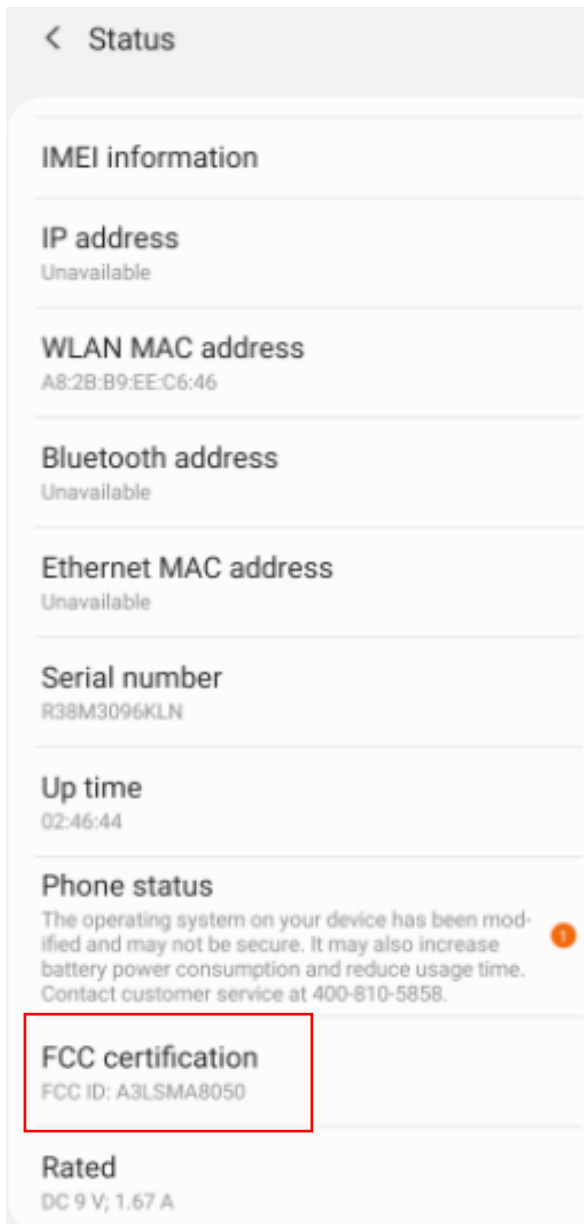 Status
IMEI information
IP address
Unavailable
WLAN MAC address
A8:2B:B9:EE:C6:46
Bluetooth address
Unavailable
Ethernet MAC address
Unavailable
Serial number
R38M3096KLN
Up time
02:46:44
Phone status
The operating system on your device has been mod-
ified and may not be secure. It may also increase
battery power consumption and reduce usage time.
Contact customer service at 400-810-5858.
1
FCC certification
FCC ID: A3LSMA8050
Rated
DC 9 V; 1.67 A